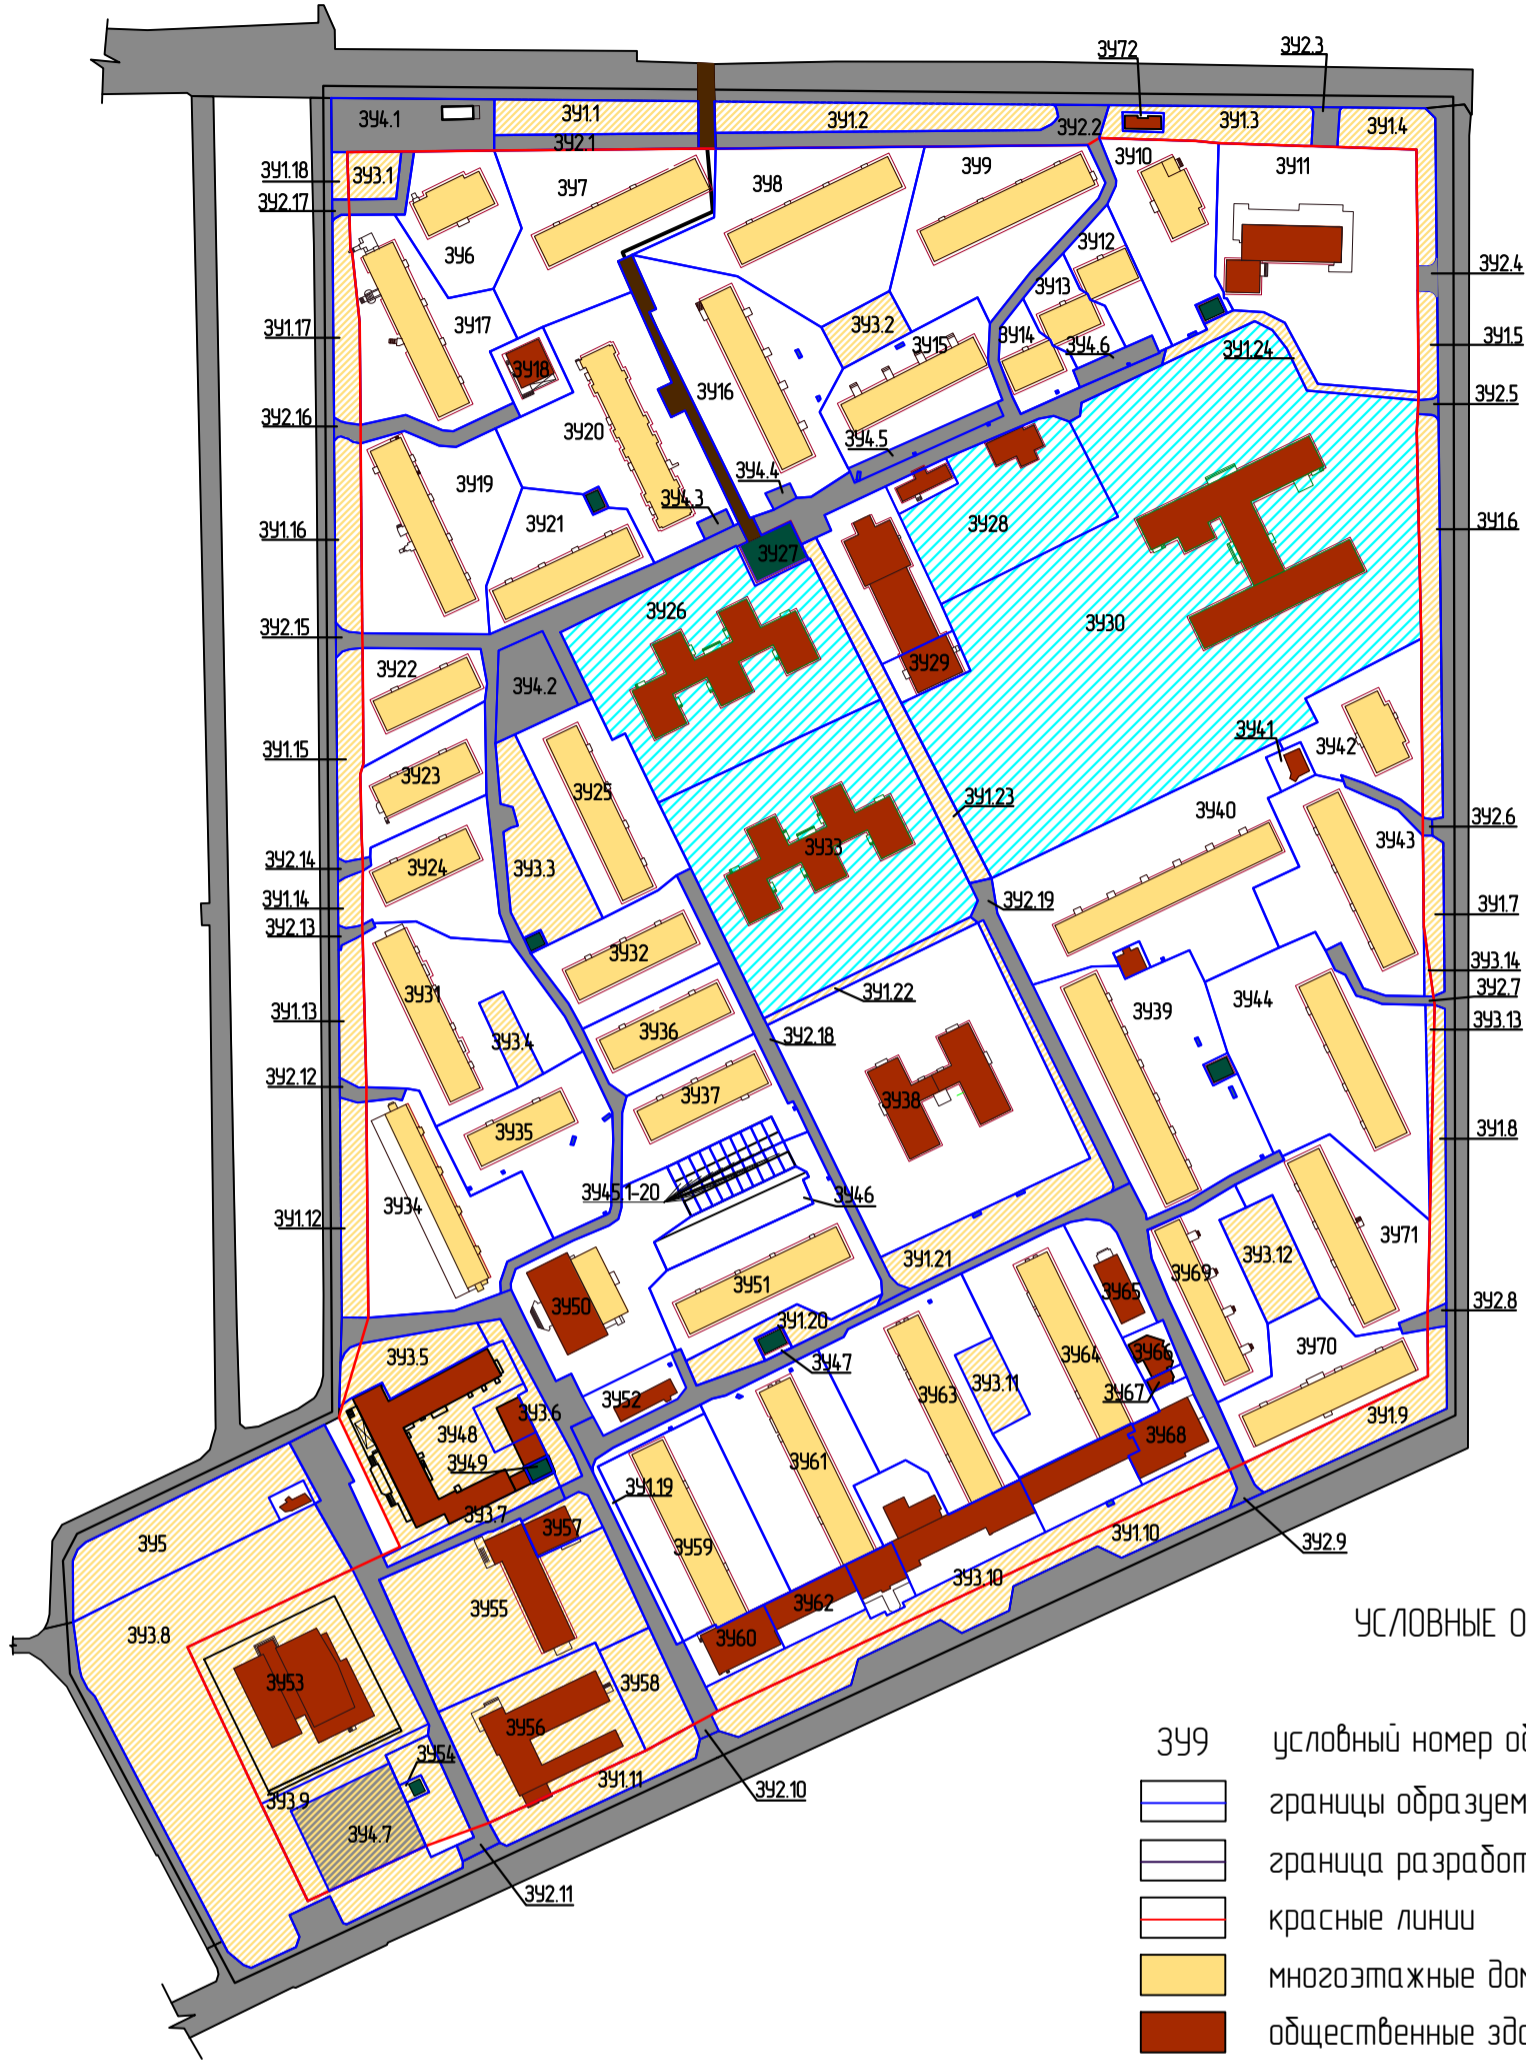 ЗУ72
ЗУ2.3
ЗУ4.1
ЗУ1.1
ЗУ1.2
ЗУ2.2
ЗУ1.3
ЗУ1.4
ЗУ2.1
ЗУ1.18
ЗУ3.1
ЗУ7
ЗУ8
ЗУ9
ЗУ10
ЗУ11
ЗУ2.17
ЗУ6
ЗУ12
ЗУ2.4
ЗУ13
ЗУ17
ЗУ1.17
ЗУ3.2
ЗУ15
ЗУ14
ЗУ4.6
ЗУ1.24
ЗУ1.5
ЗУ18
ЗУ16
ЗУ2.5
ЗУ2.16
ЗУ20
ЗУ4.5
ЗУ19
ЗУ4.4
ЗУ4.3
ЗУ1.16
ЗУ21
ЗУ28
ЗУ1.6
ЗУ27
ЗУ2.15
ЗУ26
ЗУ30
ЗУ22
ЗУ29
ЗУ4.2
ЗУ41
ЗУ42
ЗУ1.15
ЗУ23
ЗУ25
ЗУ1.23
ЗУ40
ЗУ2.6
ЗУ43
ЗУ2.14
ЗУ24
ЗУ3.3
ЗУ33
ЗУ1.14
ЗУ2.19
ЗУ1.7
ЗУ2.13
ЗУ32
ЗУ3.14
ЗУ31
ЗУ1.22
ЗУ44
ЗУ2.7
ЗУ1.13
ЗУ3.4
ЗУ36
ЗУ2.18
ЗУ39
ЗУ3.13
ЗУ2.12
ЗУ37
ЗУ38
ЗУ35
ЗУ1.8
ЗУ34
ЗУ45.1-20
ЗУ46
ЗУ1.12
ЗУ1.21
ЗУ3.12
ЗУ71
ЗУ51
ЗУ65
ЗУ69
ЗУ50
ЗУ2.8
ЗУ1.20
ЗУ3.5
ЗУ47
ЗУ64
ЗУ66
ЗУ70
ЗУ3.11
ЗУ63
ЗУ67
ЗУ52
ЗУ3.6
ЗУ1.9
ЗУ48
ЗУ68
ЗУ49
ЗУ61
ЗУ1.19
ЗУ3.7
ЗУ57
ЗУ5
ЗУ59
ЗУ1.10
ЗУ2.9
ЗУ3.10
ЗУ55
ЗУ62
ЗУ3.8
ЗУ60
ЗУ53
ЗУ58
ЗУ56
ЗУ54
ЗУ1.11
ЗУ2.10
ЗУ3.9
ЗУ4.7
ЗУ2.11
УСЛОВНЫЕ О
ЗУ9 условный номер об
границы образуем
граница разработ
красные линии
многоэтажные дом
общественные зда